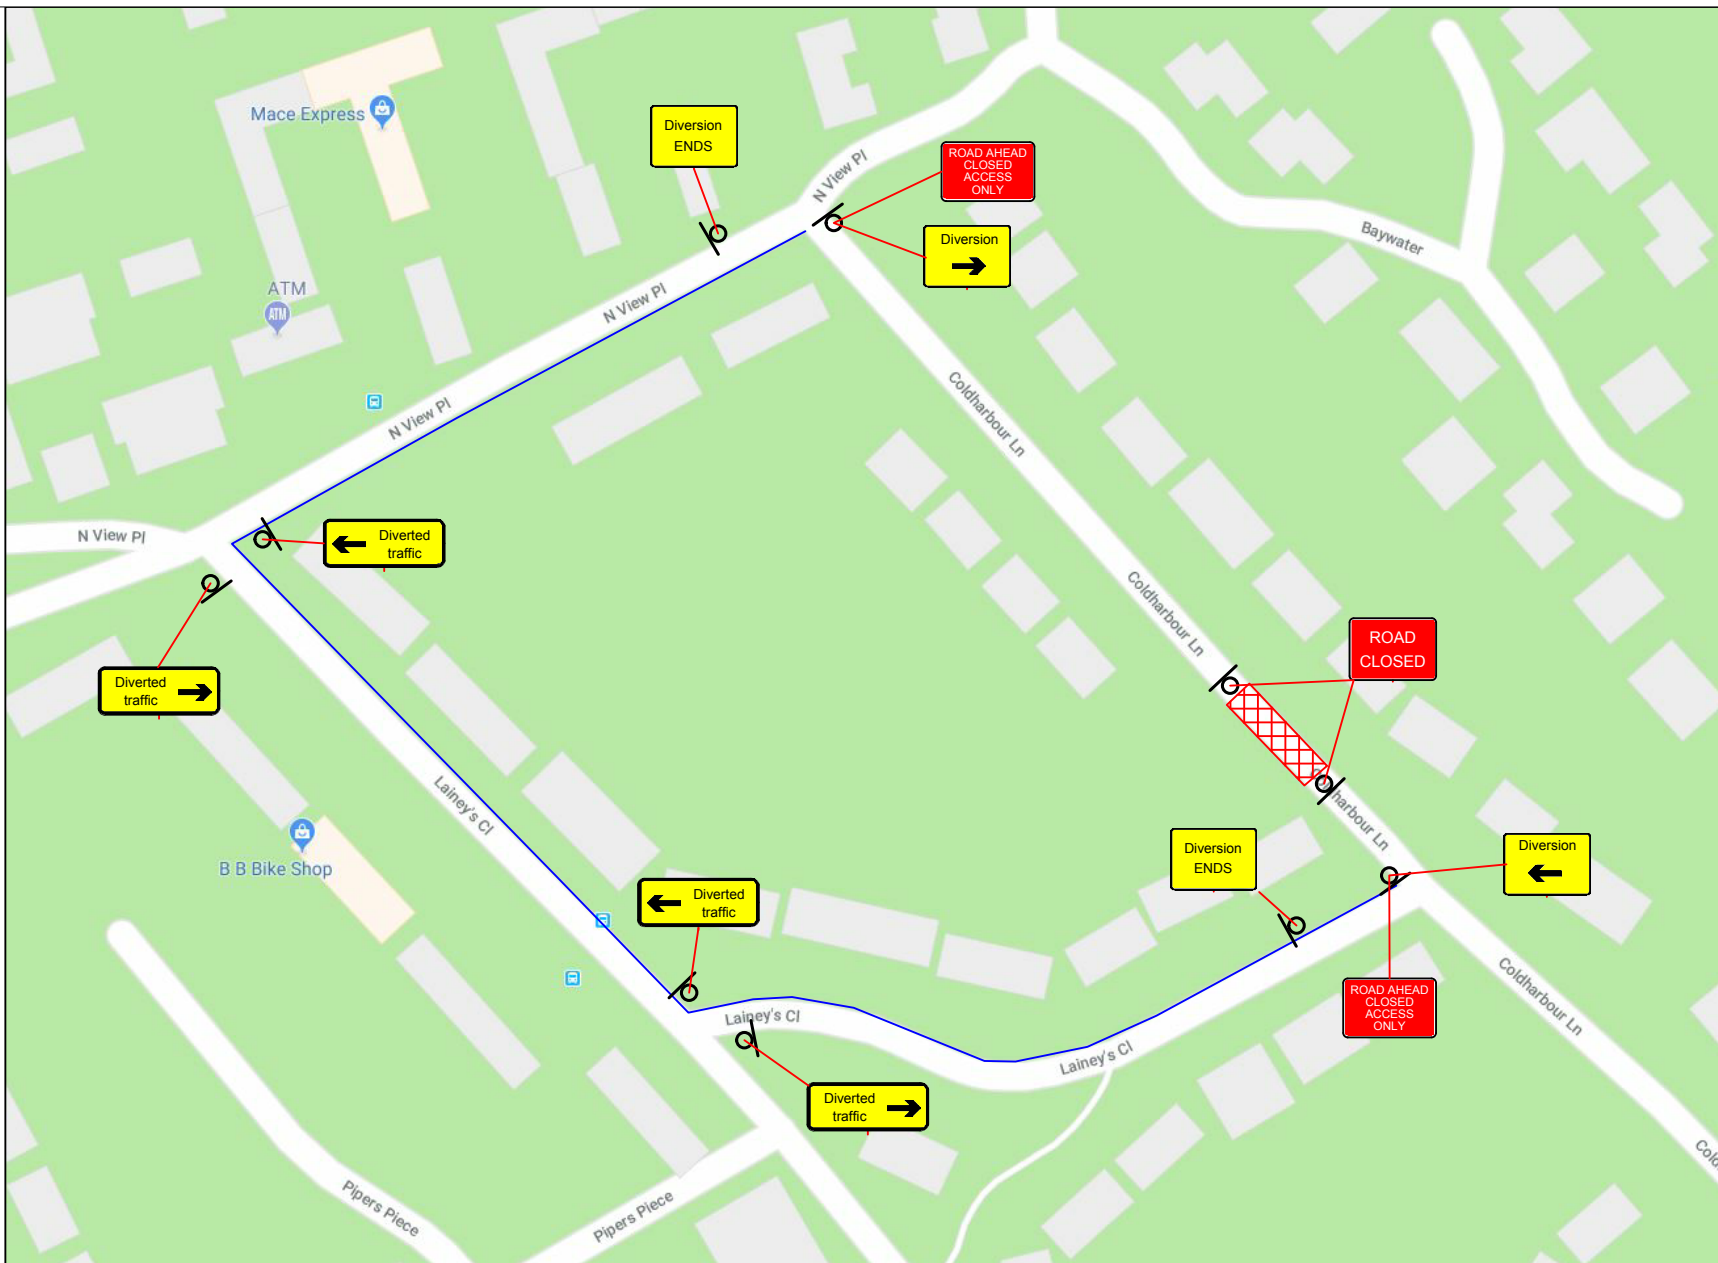 Mace Express
Diversion
ENDS
N View Pl
ROAD AHEAD
CLOSED
ACCESS
ONLY
Diversion
Baywater
ATM
ATM
N View Pl
N View Pl
Coldharbour Ln
N View Pl
Diverted
traffic
Diverted
traffic
Coldharbour Ln
ROAD
CLOSED
Lainey's Cl
harbour Ln
B B Bike Shop
Diversion
ENDS
Diversion
Diverted
traffic
Coldharbour Ln
ROAD AHEAD
CLOSED
ACCESS
ONLY
Lainey's Cl
Lainey's Cl
Diverted
traffic
Pipers Piece
Pipers Piece
Cold